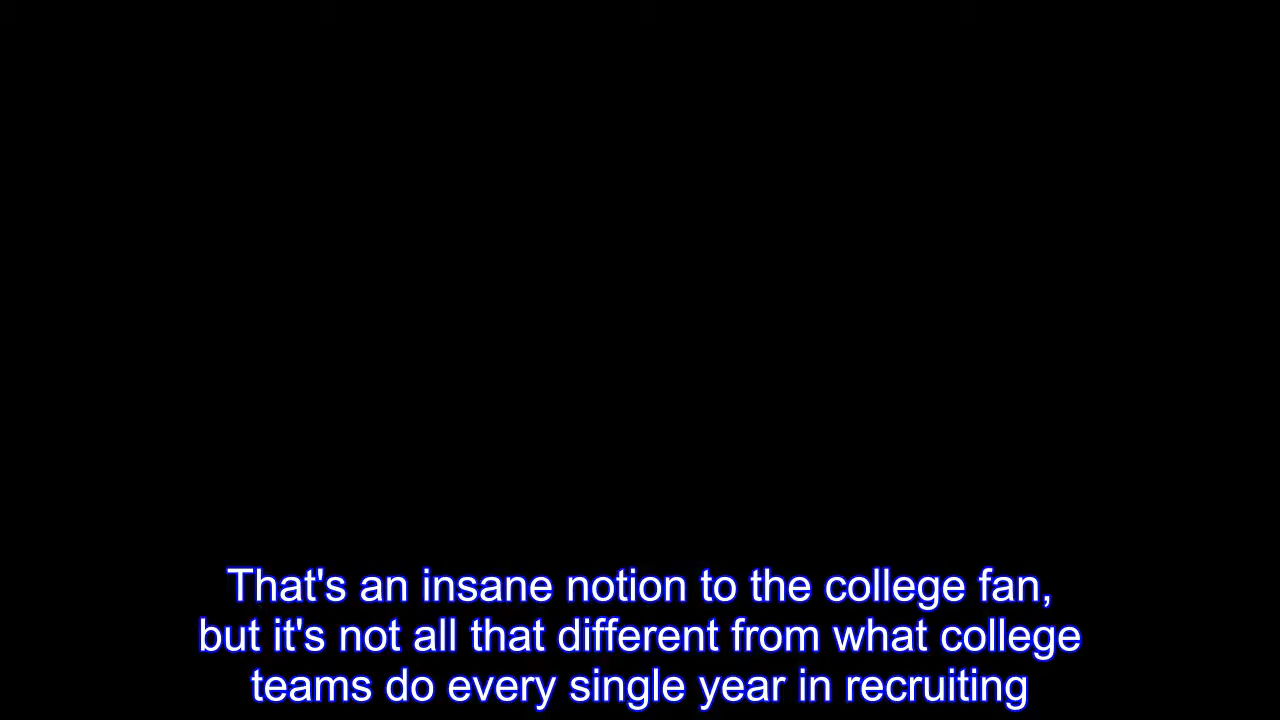 That's an insane notion to the college fan,
but it's not all that different from what college
teams do every single year in recruiting